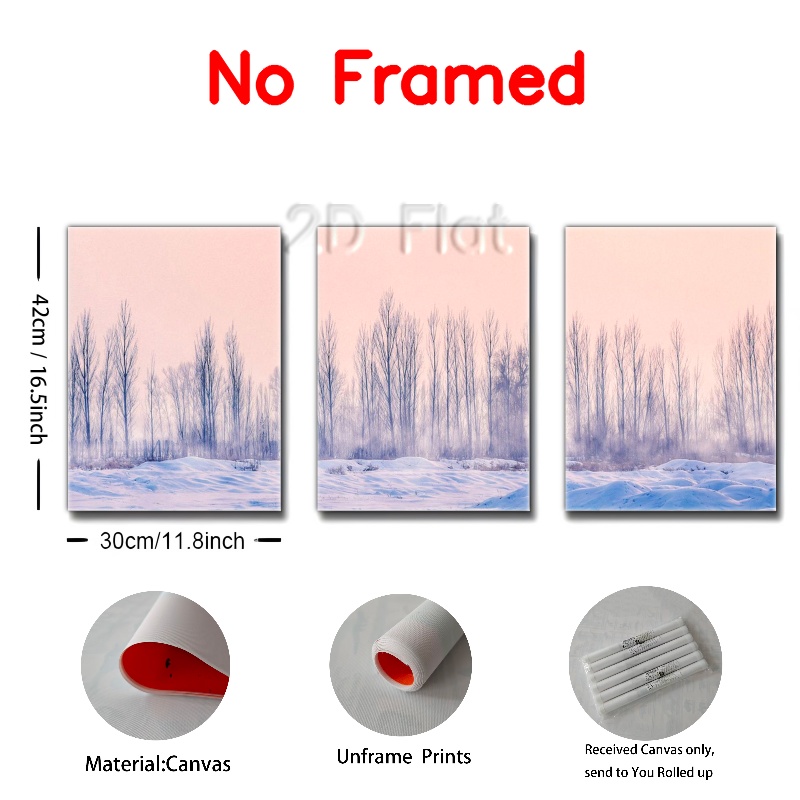 No Framed
2D Flat
42cm / 16.5inch
30cm/11.8inch
Material:Canvas
Unframe Prints
Received Canvas only,
send to You Rolled up